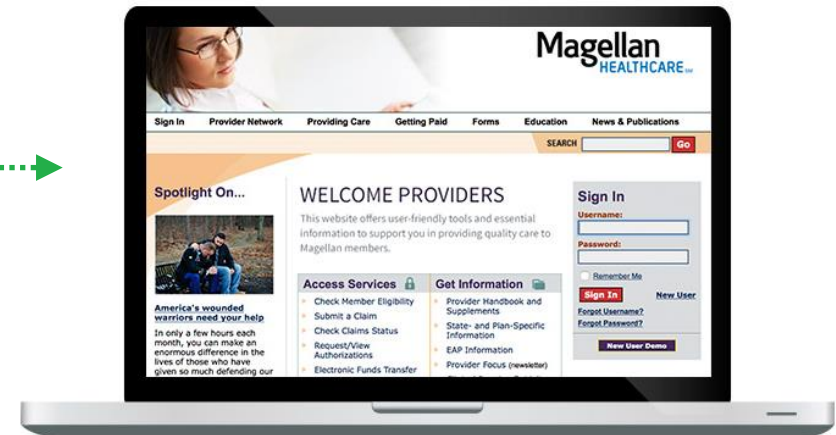 Magellan
HEALTHCARE SM
Sign In Provider Network Providing Care Getting Paid Forms Education News & Publications
SEARCH Go
Spotlight On...
America's wounded
warriors need your help
In only a few hours each
month, you can make an
enormous difference in the
lives of those who have
given so much defending our
WELCOME PROVIDERS
This website offers user-friendly tools and essential
information to support you in providing quality care to
Magellan members.
Access Services
Check Member Eligibility
Submit a Claim
Check Claims Status
Request/View
Authorizations
Electronic Funds Transfer
Get Information
Provider Handbook and
Supplements
State- and Plan-Specific
Information
EAP Information
Provider Focus (newsletter)
Sign In
Username:
Password:
Remember Me
Sign In New User
Forgot Username?
Forgot Password?
New User Demo